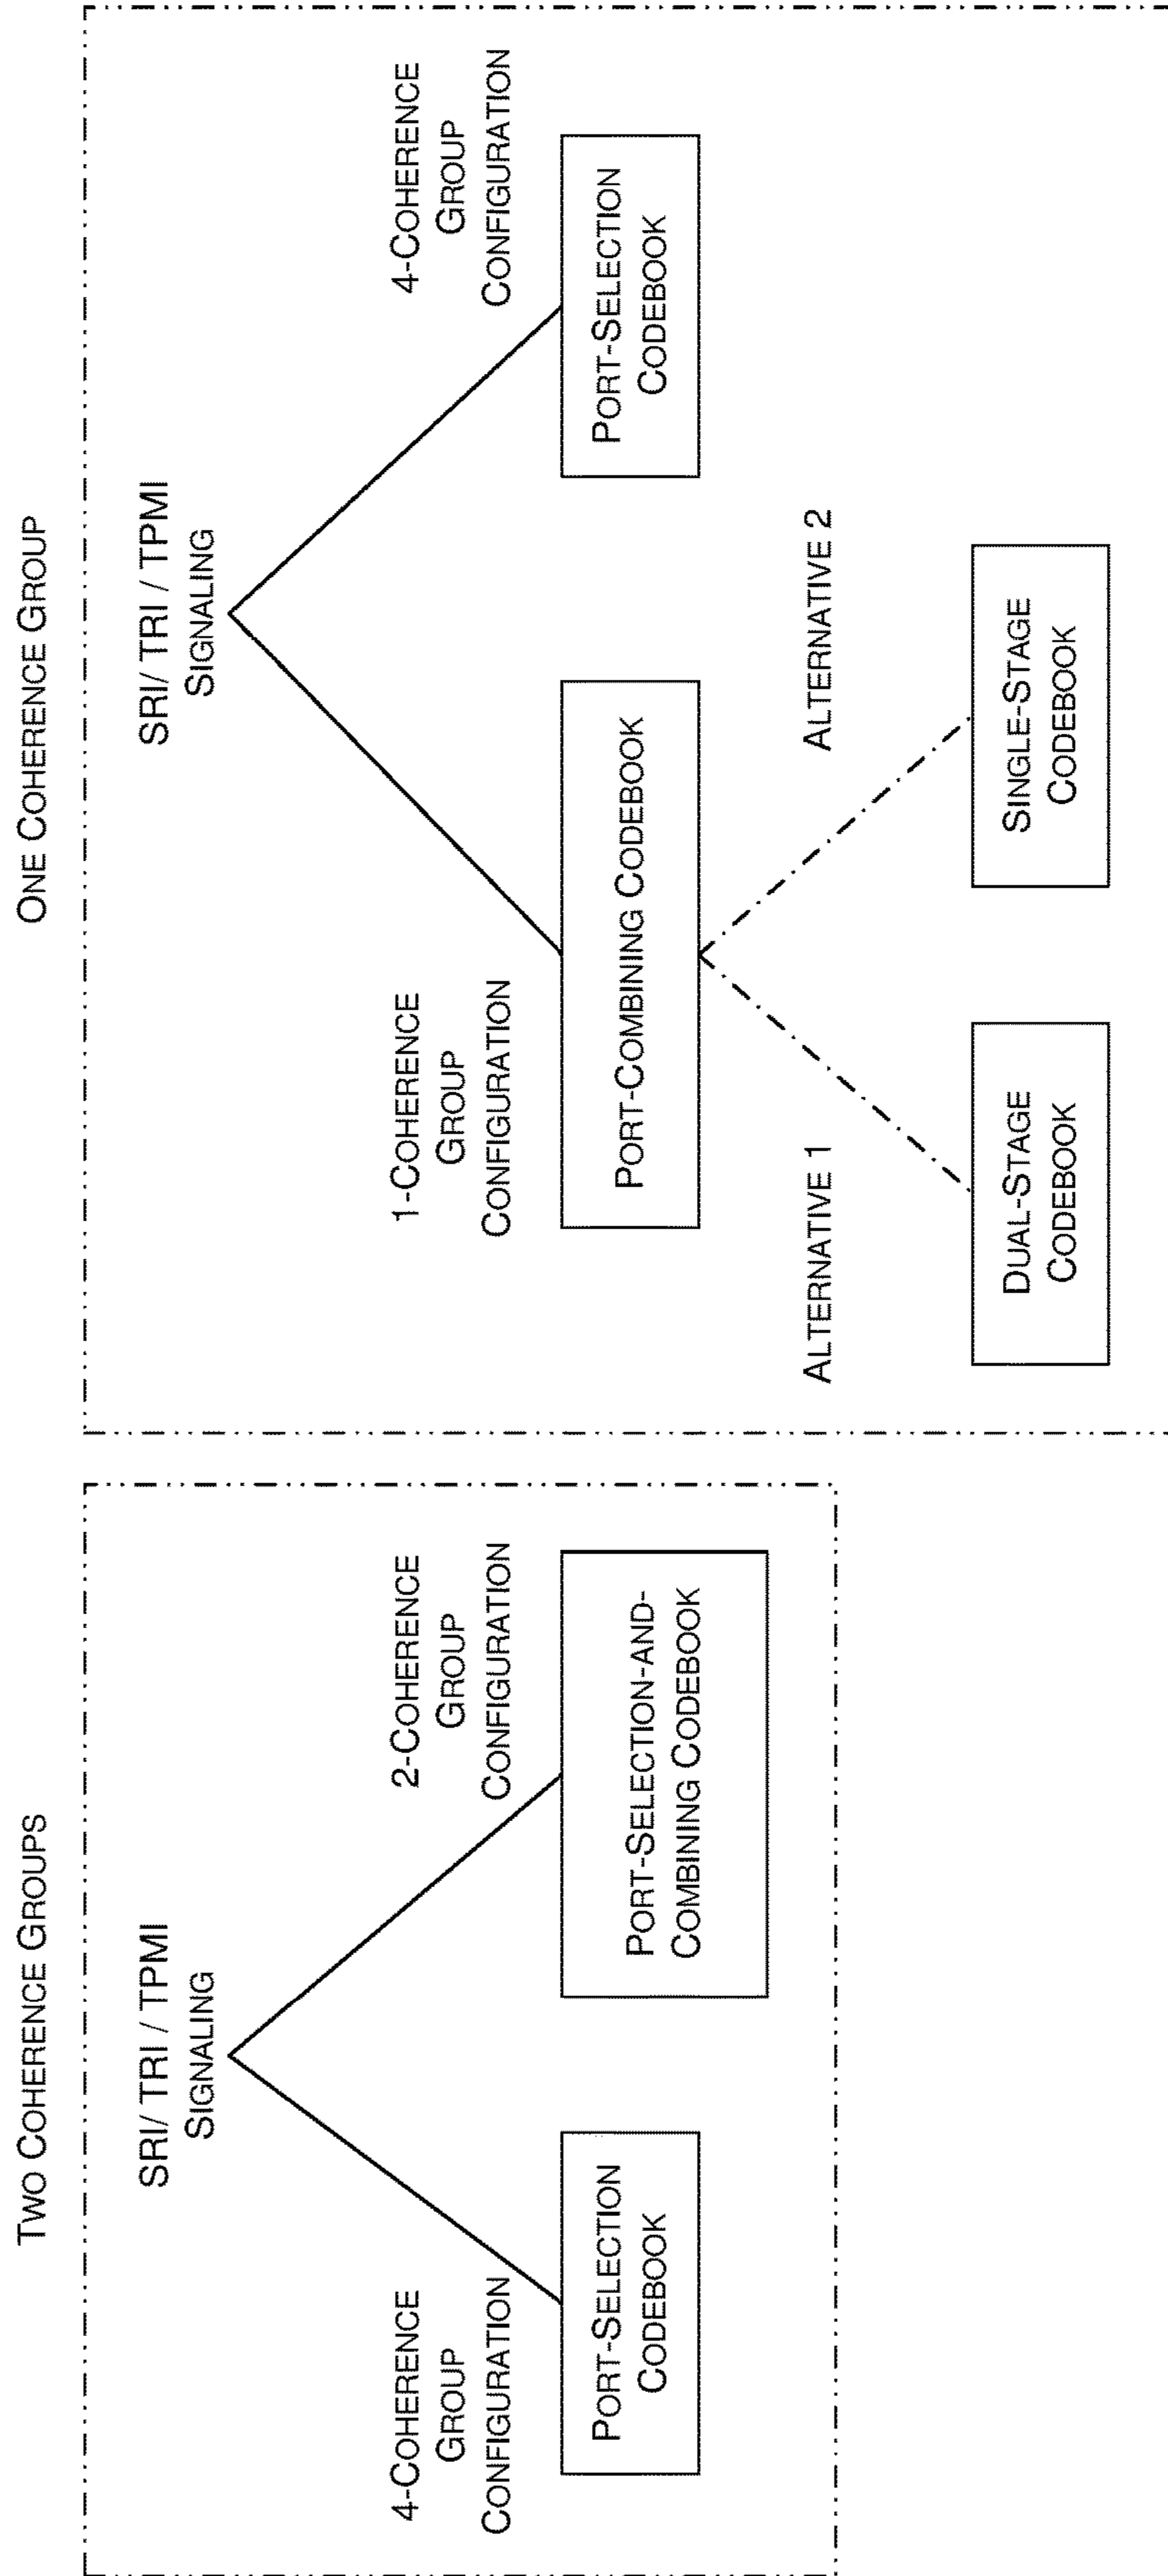 TWO COHERENCE GROUPS
SRI/ TRI / TPMI
SIGNALING
4-COHERENCE
GROUP
CONFIGURATION
2-COHERENCE
GROUP
CONFIGURATION
PORT-SELECTION
CODEBOOK
PORT-SELECTION-AND-
COMBINING CODEBOOK
ONE COHERENCE GROUP
SRI/ TRI / TPMI
SIGNALING
1-COHERENCE
GROUP
CONFIGURATION
4-COHERENCE
GROUP
CONFIGURATION
PORT-COMBINING CODEBOOK
PORT-SELECTION
CODEBOOK
ALTERNATIVE 1
ALTERNATIVE 2
DUAL-STAGE
CODEBOOK
SINGLE-STAGE
CODEBOOK